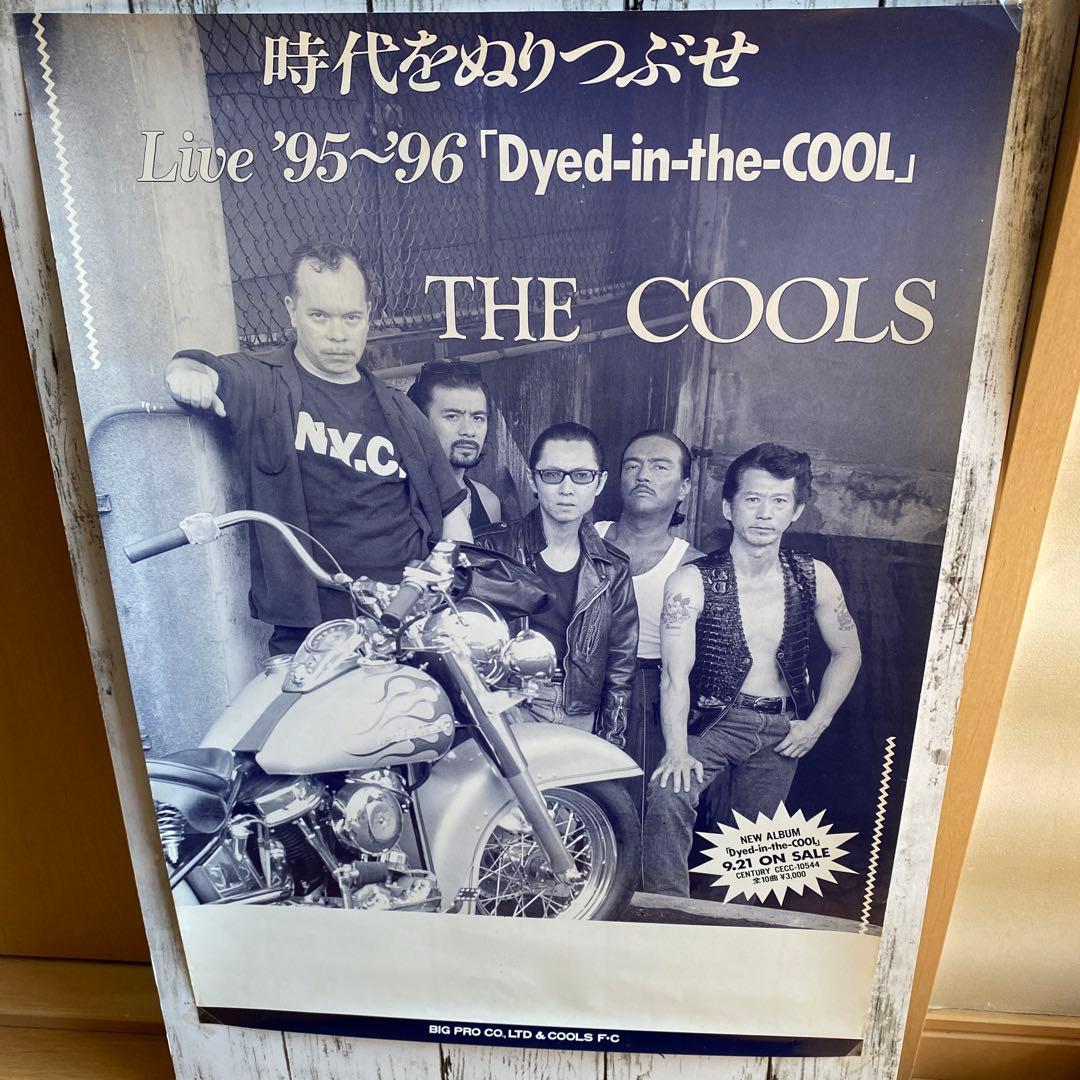 時代をぬりつぶせ
Live '95〜'96「Dyed-in-the-COOL」
THE COOLS
N.Y.C.
NEW ALBUM
「Dyed-in-the-COOL」
9.21 ON SALE
CENTURY CECC-10544
全10曲 ¥3,000
BIG PRO CO., LTD & COOLS F・C